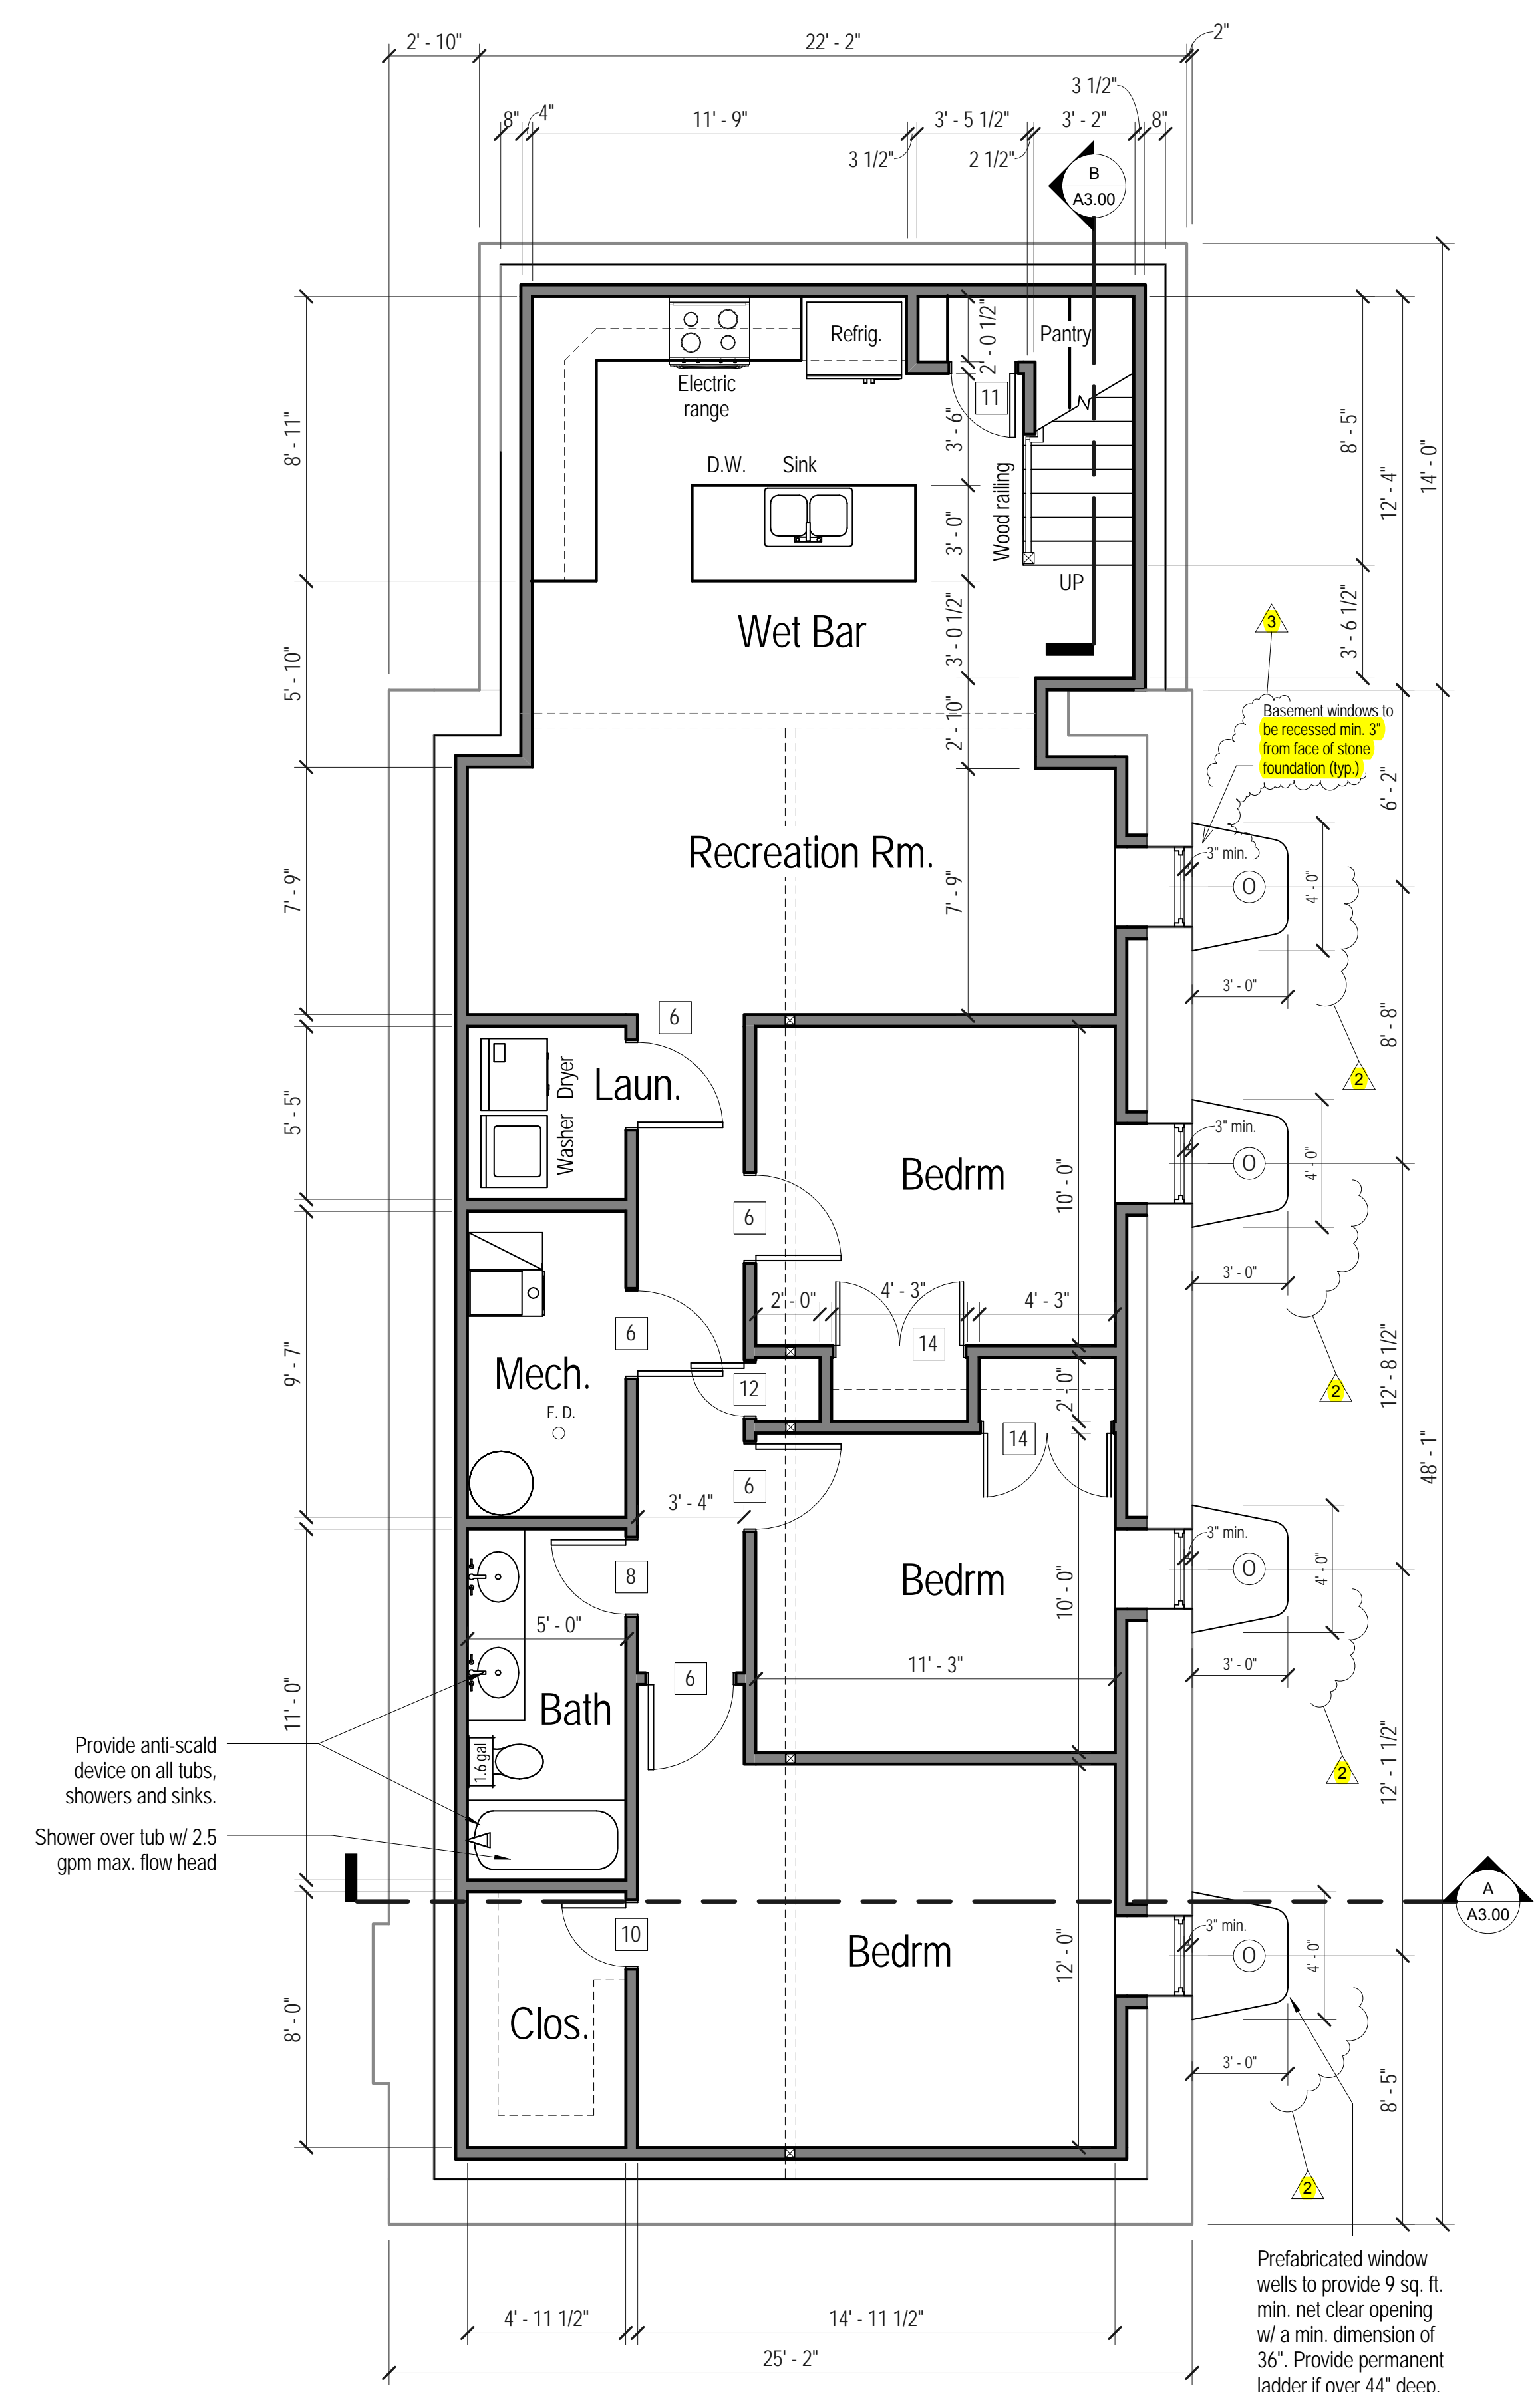 2' - 10"
22' - 2"
2"
3 1/2"
8"
4"
11' - 9"
3' - 5 1/2"
3' - 2"
8"
3 1/2"
2 1/2"
B
A3.00
Refrig.
2' - 0 1/2"
Pantry
Electric
range
11
8' - 11"
3' - 6"
8' - 5"
12' - 4"
14' - 0"
D.W.
Sink
Wood railing
3' - 0"
UP
Wet Bar
3' - 0 1/2"
3' - 6 1/2"
3
5' - 10"
2' - 10"
Basement windows to
be recessed min. 3"
from face of stone
foundation (typ.)
6' - 2"
Recreation Rm.
7' - 9"
7' - 9"
3" min.
O
4' - 0"
3' - 0"
6
8' - 8"
2
Dryer
Washer
Laun.
5' - 5"
3" min.
O
4' - 0"
Bedrm
10' - 0"
6
3' - 0"
2' - 0"
4' - 3"
4' - 3"
6
14
9' - 7"
Mech.
12
2' - 0"
12' - 8 1/2"
2
F. D.
14
48' - 1"
6
3' - 4"
3" min.
O
4' - 0"
8
Bedrm
10' - 0"
5' - 0"
11' - 3"
6
3' - 0"
11' - 0"
Bath
1.6 gal
12' - 1 1/2"
2
Provide anti-scald
device on all tubs,
showers and sinks.
Shower over tub w/ 2.5
gpm max. flow head
A
A3.00
10
3" min.
Bedrm
12' - 0"
O
4' - 0"
Clos.
8' - 0"
3' - 0"
8' - 5"
2
Prefabricated window
wells to provide 9 sq. ft.
min. net clear opening
w/ a min. dimension of
36". Provide permanent
ladder if over 44" deep.
4' - 11 1/2"
14' - 11 1/2"
25' - 2"